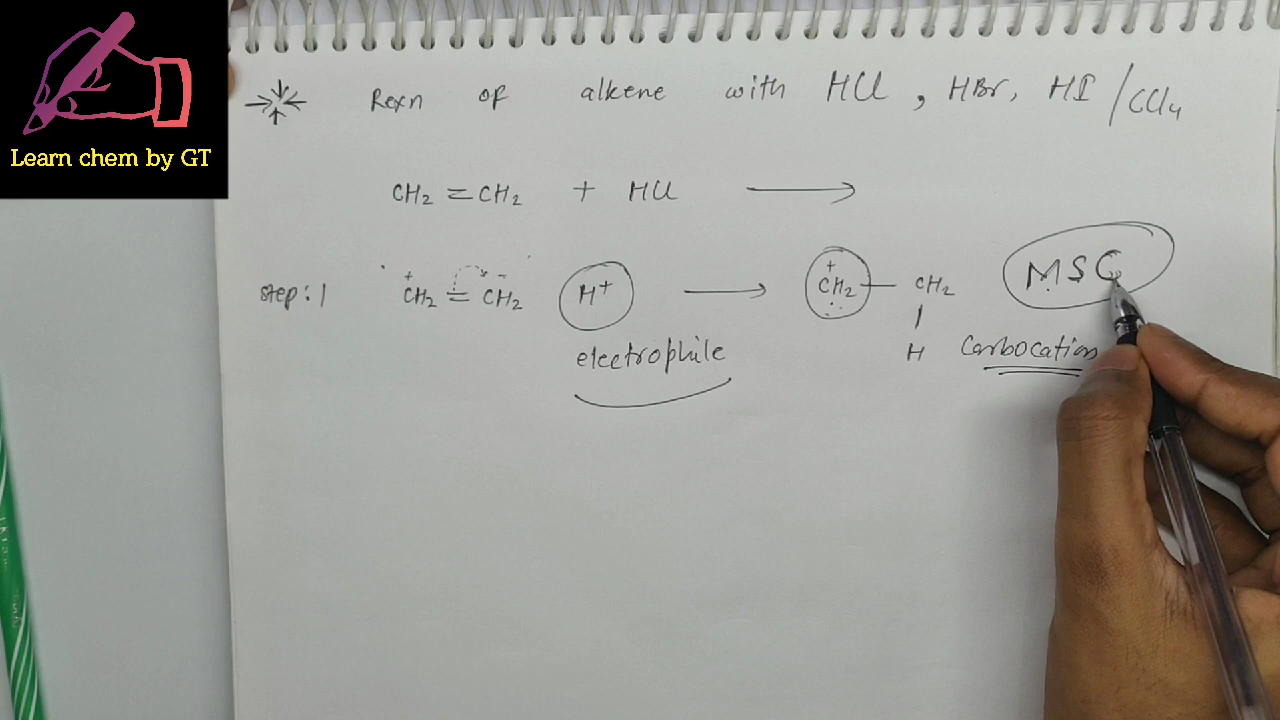 Learn chem by GT
Rexn of alkene with HCl, HBr, HI /CCl4
CH2 = CH2 + HCl →
step: 1 +CH2 = CH2- H+ → +CH2 — CH2 MSC
H
electrophile
Carbocation